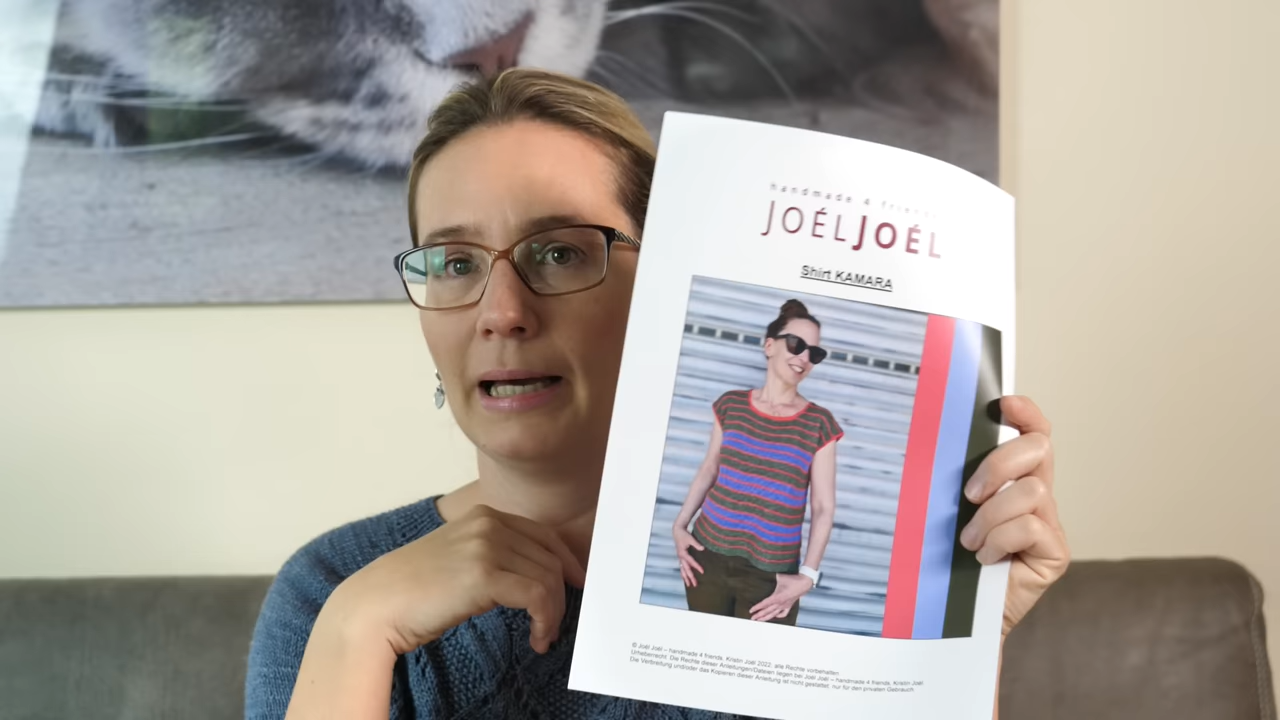 handmade 4 friends
JOÉLJOÉL
Shirt KAMARA
© Joél Joél – handmade 4 friends, Kristin Joél 2022, alle Rechte vorbehalten.
Urheberrecht: Die Rechte dieser Anleitungen/Dateien liegen bei Joél Joél – handmade 4 friends, Kristin Joél
Die Verbreitung und/oder das Kopieren dieser Anleitung ist nicht gestattet, nur für den privaten Gebrauch.